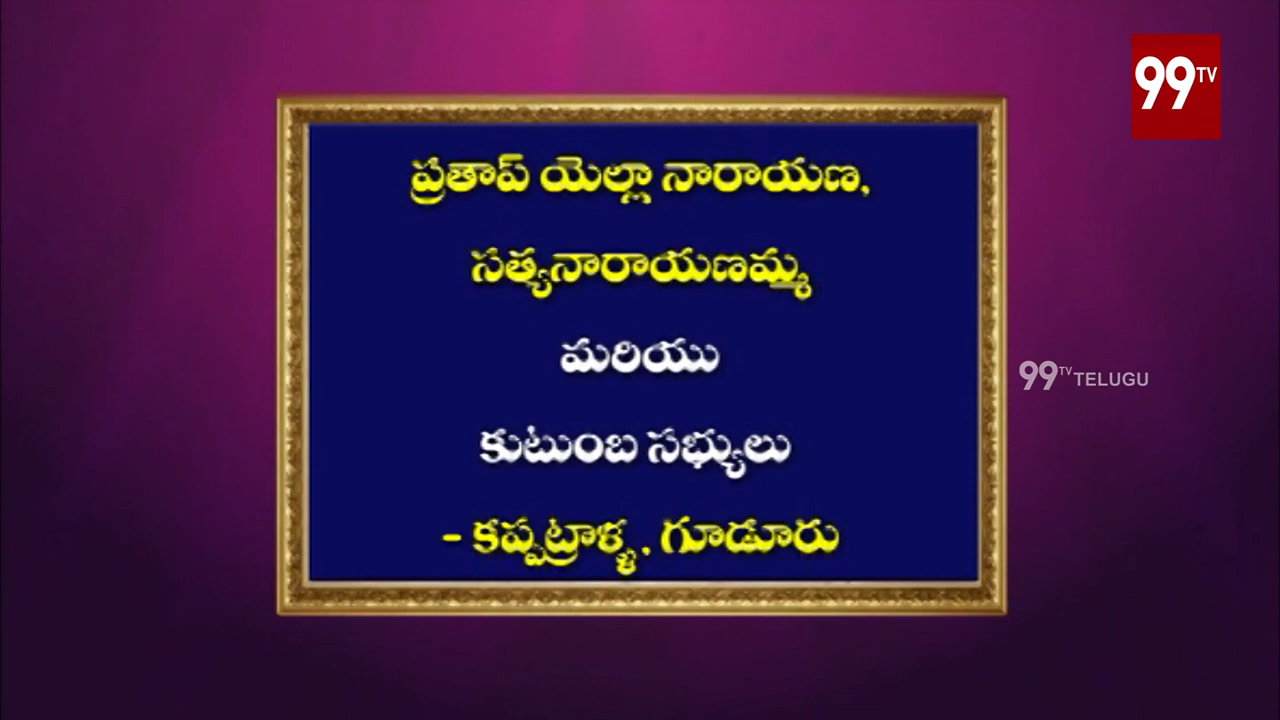 99 TV
ప్రతాప్ యెల్లా నారాయణ,
సత్యనారాయణమ్మ
మరియు
99 TV TELUGU
కుటుంబ సభ్యులు
- కప్పట్రాళ్ళ, గూడూరు